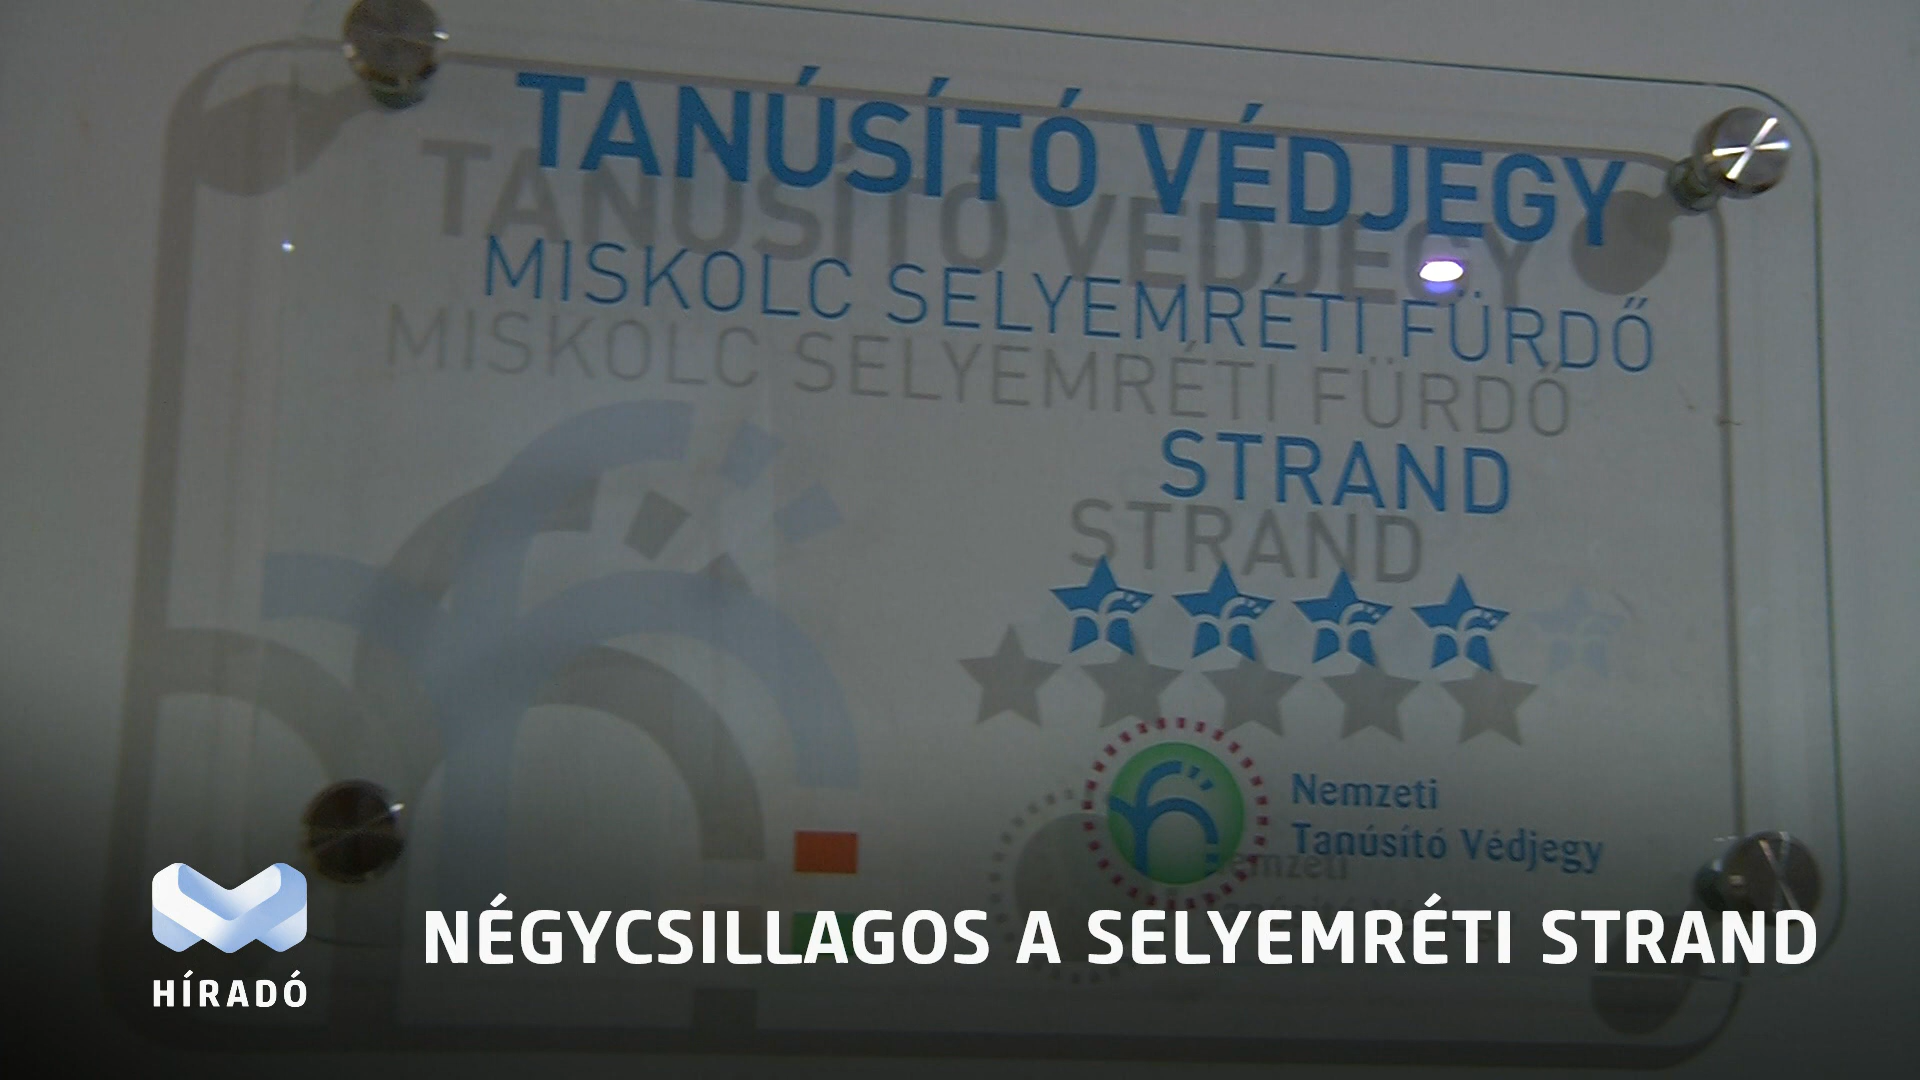 TANÚSÍTÓ VÉDJEGY
MISKOLC SELYEMRÉTI FÜRDŐ
STRAND
Nemzeti
Tanúsító Védjegy
HÍRADÓ
NÉGYCSILLAGOS A SELYEMRÉTI STRAND